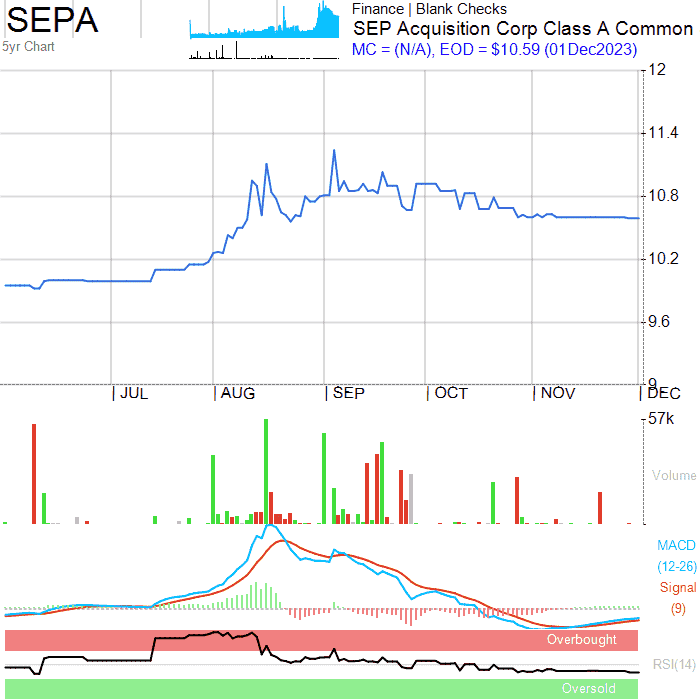 SEPA
Finance | Blank Checks
SEP Acquisition Corp Class A Common
5yr Chart
MC = (N/A), EOD = $10.59 (01Dec2023)
12
11.4
10.8
10.2
9.6
9
JUL AUG SEP OCT NOV DEC
57k
Volume
MACD
(12-26)
Signal
(9)
Overbought
RSI(14)
Oversold